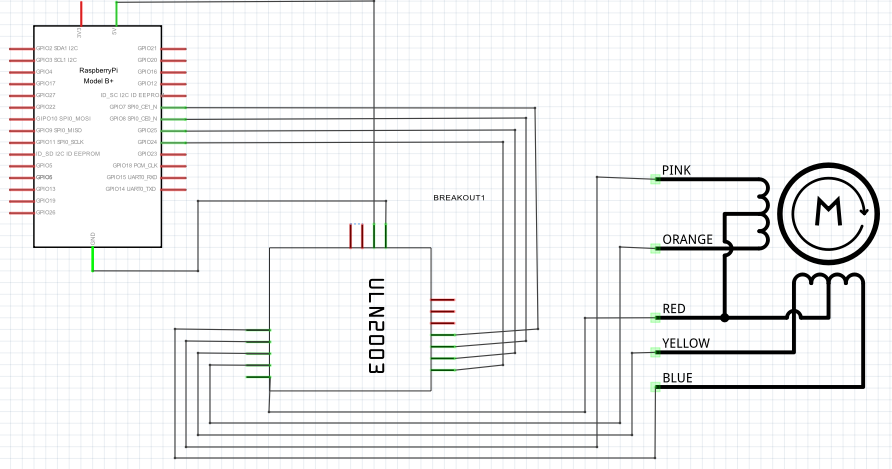 3V3
5V
RaspberryPi
Model B+
GPIO2 SDA1 I2C
GPIO3 SCL1 I2C
GPIO4
GPIO17
GPIO27
GPIO22
GPIO10 SPI0_MOSI
GPIO9 SPI0_MISO
GPIO11 SPI0_SCLK
ID_SD I2C ID EEPROM
GPIO5
GPIO6
GPIO13
GPIO19
GPIO26
GPIO21
GPIO20
GPIO16
GPIO12
ID_SC I2C ID EEPROM
GPIO7 SPI0_CE1_N
GPIO8 SPI0_CE0_N
GPIO25
GPIO24
GPIO23
GPIO18 PCM_CLK
GPIO15 UART0_RXD
GPIO14 UART0_TXD
GND
BREAKOUT1
ULN2003
PINK
ORANGE
RED
YELLOW
BLUE
M